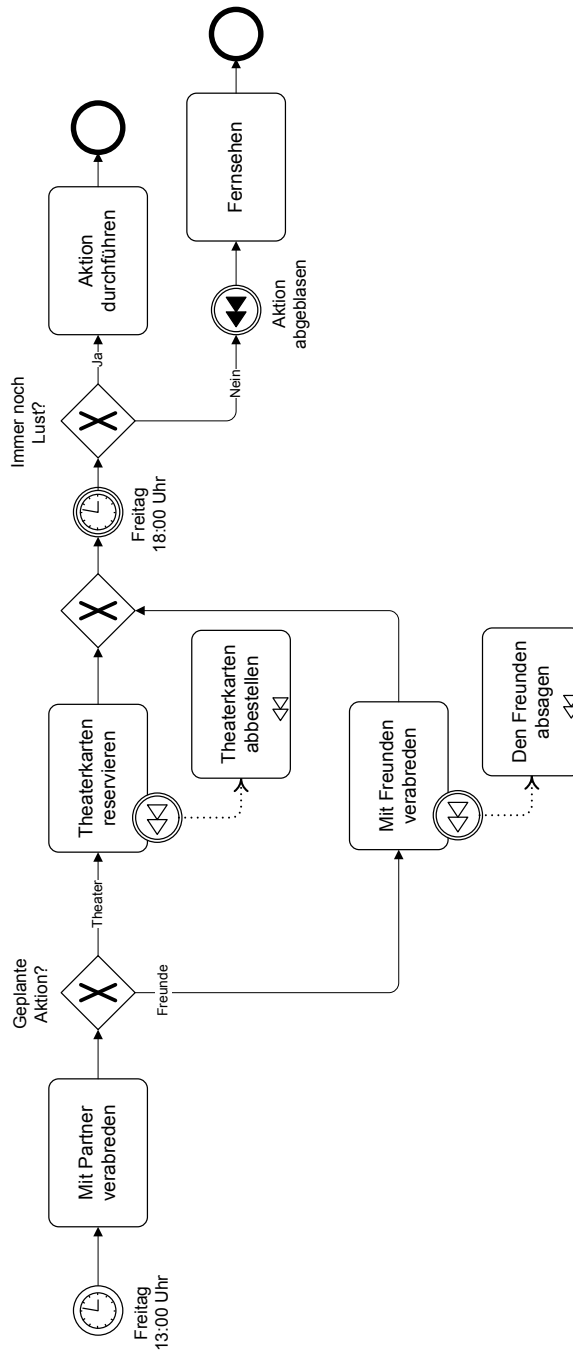 Freitag
13:00 Uhr
Mit Partner
verabreden
Geplante
Aktion?
Theater
Freunde
Theaterkarten
reservieren
Theaterkarten
abbestellen
Mit Freunden
verabreden
Den Freunden
absagen
Freitag
18:00 Uhr
Immer noch
Lust?
Ja
Nein
Aktion
durchführen
Aktion
abgeblasen
Fernsehen